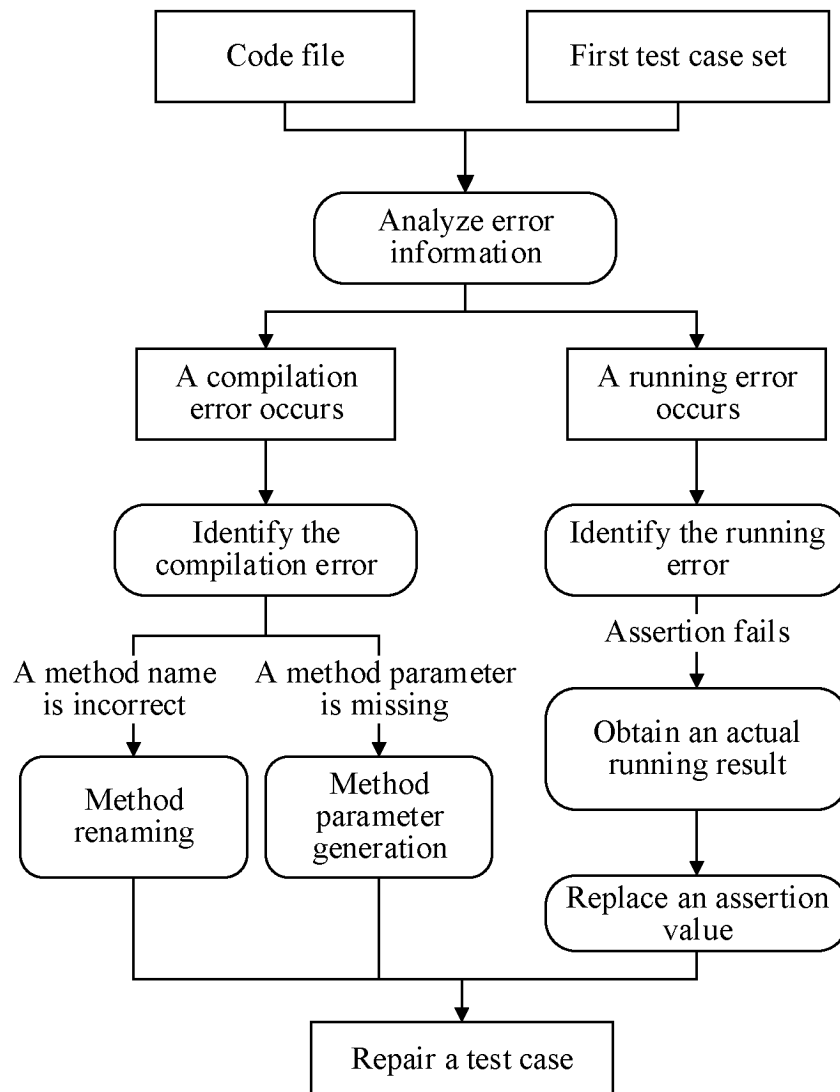 Code file
First test case set
Analyze error
information
A compilation
error occurs
A running error
occurs
Identify the
compilation error
Identify the running
error
Assertion fails
A method name
is incorrect
A method parameter
is missing
Obtain an actual
running result
Method
renaming
Method
parameter
generation
Replace an assertion
value
Repair a test case